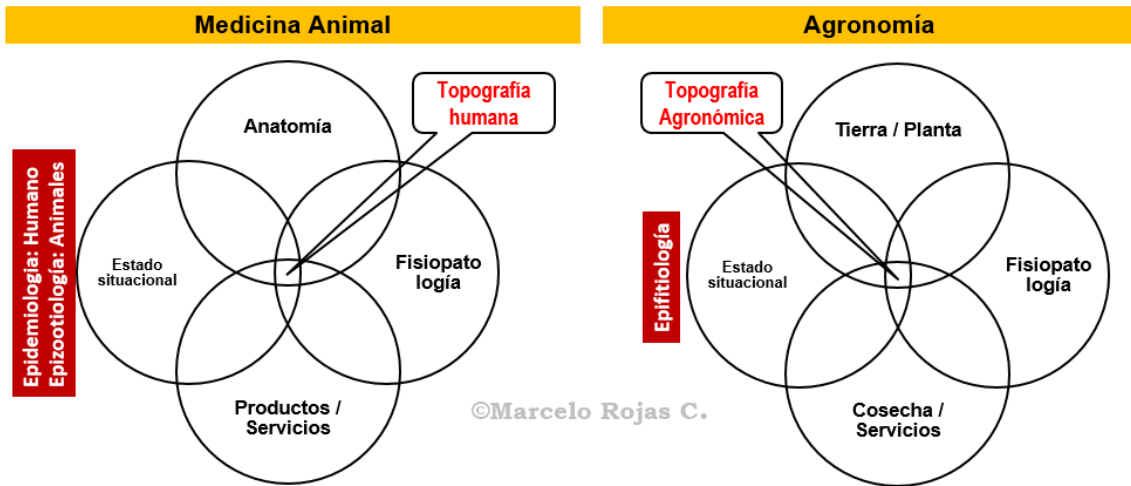 Medicina Animal
Topografía
humana
Anatomía
Epidemiologia: Humano
Epizootiología: Animales
Estado
situacional
Fisiopato
logía
Productos /
Servicios
Agronomía
Topografía
Agronómica
Tierra / Planta
Epifitiología
Estado
situacional
Fisiopato
logía
Cosecha /
Servicios
©Marcelo Rojas C.